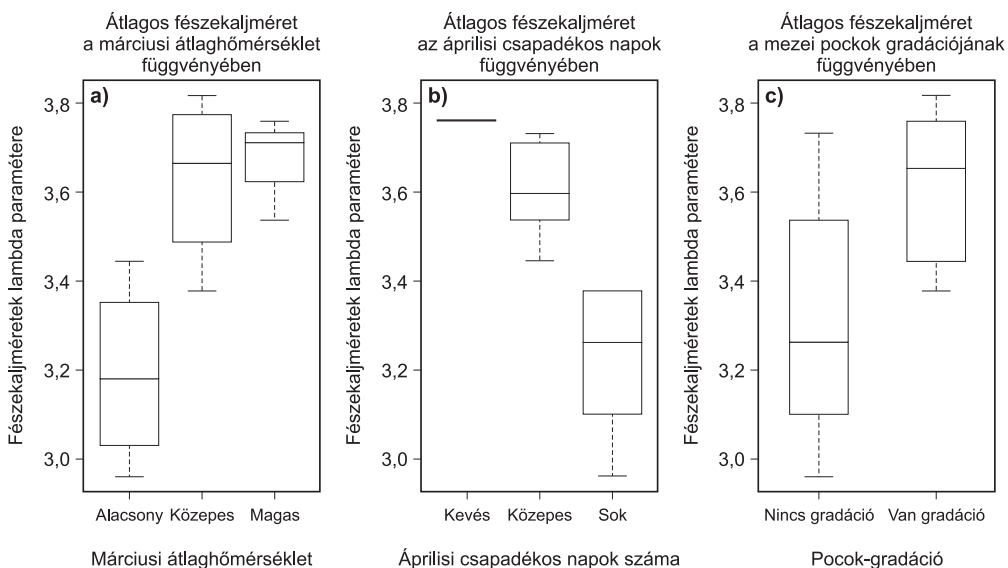 Átlagos fészekaljméret
a márciusi átlaghőmérséklet
függvényében
a)
Fészekaljméretek lambda paramétere
3,8
3,6
3,4
3,2
3,0
Alacsony Közepes Magas
Márciusi átlaghőmérséklet
Átlagos fészekaljméret
az áprilisi csapadékos napok
függvényében
b)
Fészekaljméretek lambda paramétere
3,8
3,6
3,4
3,2
3,0
Kevés Közepes Sok
Áprilisi csapadékos napok száma
Átlagos fészekaljméret
a mezei pockok gradációjának
függvényében
c)
Fészekaljméretek lambda paramétere
3,8
3,6
3,4
3,2
3,0
Nincs gradáció Van gradáció
Pocok-gradáció